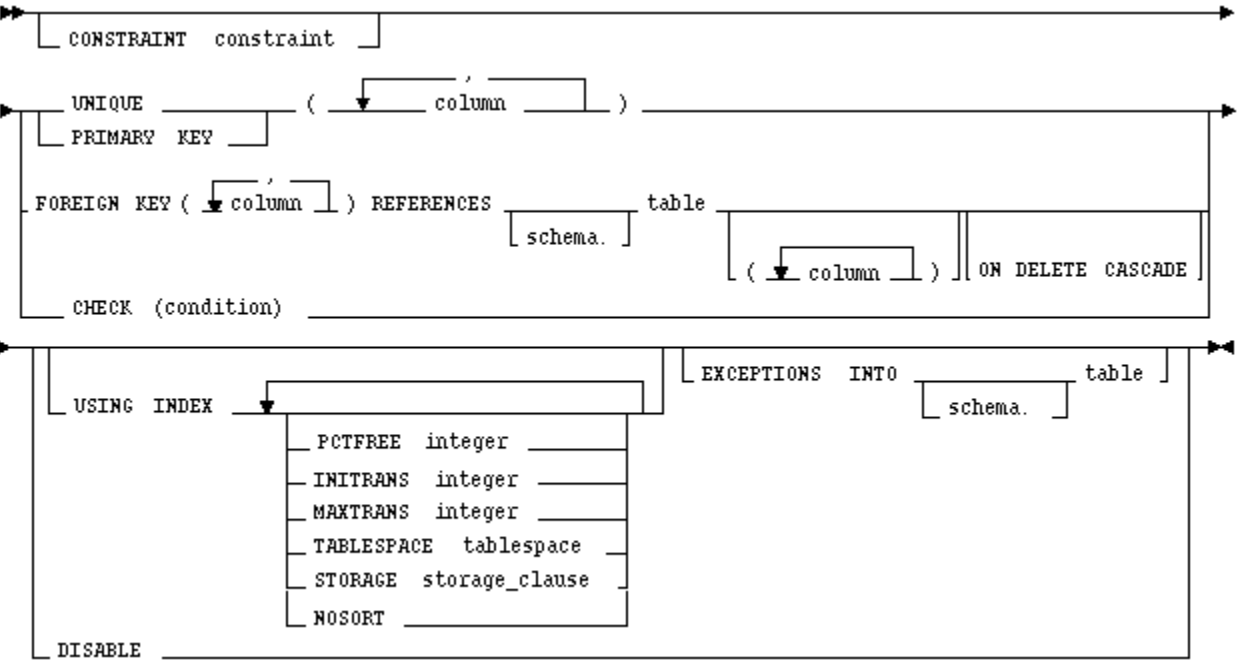 CONSTRAINT constraint
,
UNIQUE ( column )
PRIMARY KEY
,
FOREIGN KEY ( column ) REFERENCES table
schema.
( column ) ON DELETE CASCADE
CHECK (condition)
EXCEPTIONS INTO table
USING INDEX schema.
PCTFREE integer
INITRANS integer
MAXTRANS integer
TABLESPACE tablespace
STORAGE storage_clause
NOSORT
DISABLE